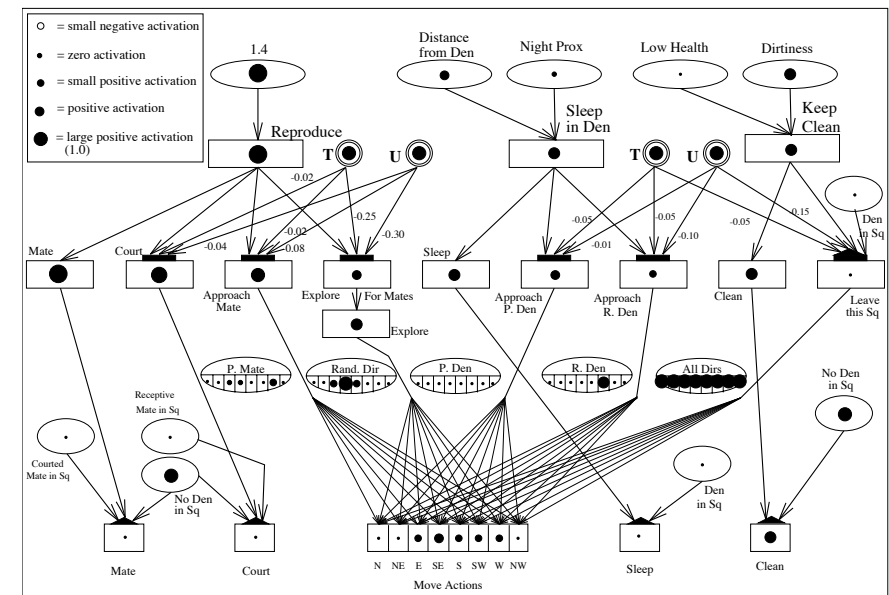 = small negative activation
= zero activation
= small positive activation
= positive activation
= large positive activation
(1.0)
1.4
Distance
from Den
Night Prox
Low Health
Dirtiness
Reproduce
T
U
Sleep
in Den
T
U
Keep
Clean
-0.02
-0.25
-0.02
-0.30
-0.04
-0.08
-0.05
-0.05
-0.01
-0.10
-0.05
-0.15
Den
in Sq
Mate
Court
Approach
Mate
Explore
For Mates
Explore
Sleep
Approach
P. Den
Approach
R. Den
Clean
Leave
this Sq
P. Mate
Rand. Dir
P. Den
R. Den
All Dirs
No Den
in Sq
Receptive
Mate in Sq
Courted
Mate in Sq
No Den
in Sq
Den
in Sq
N NE E SE S SW W NW
Mate
Court
Move Actions
Sleep
Clean